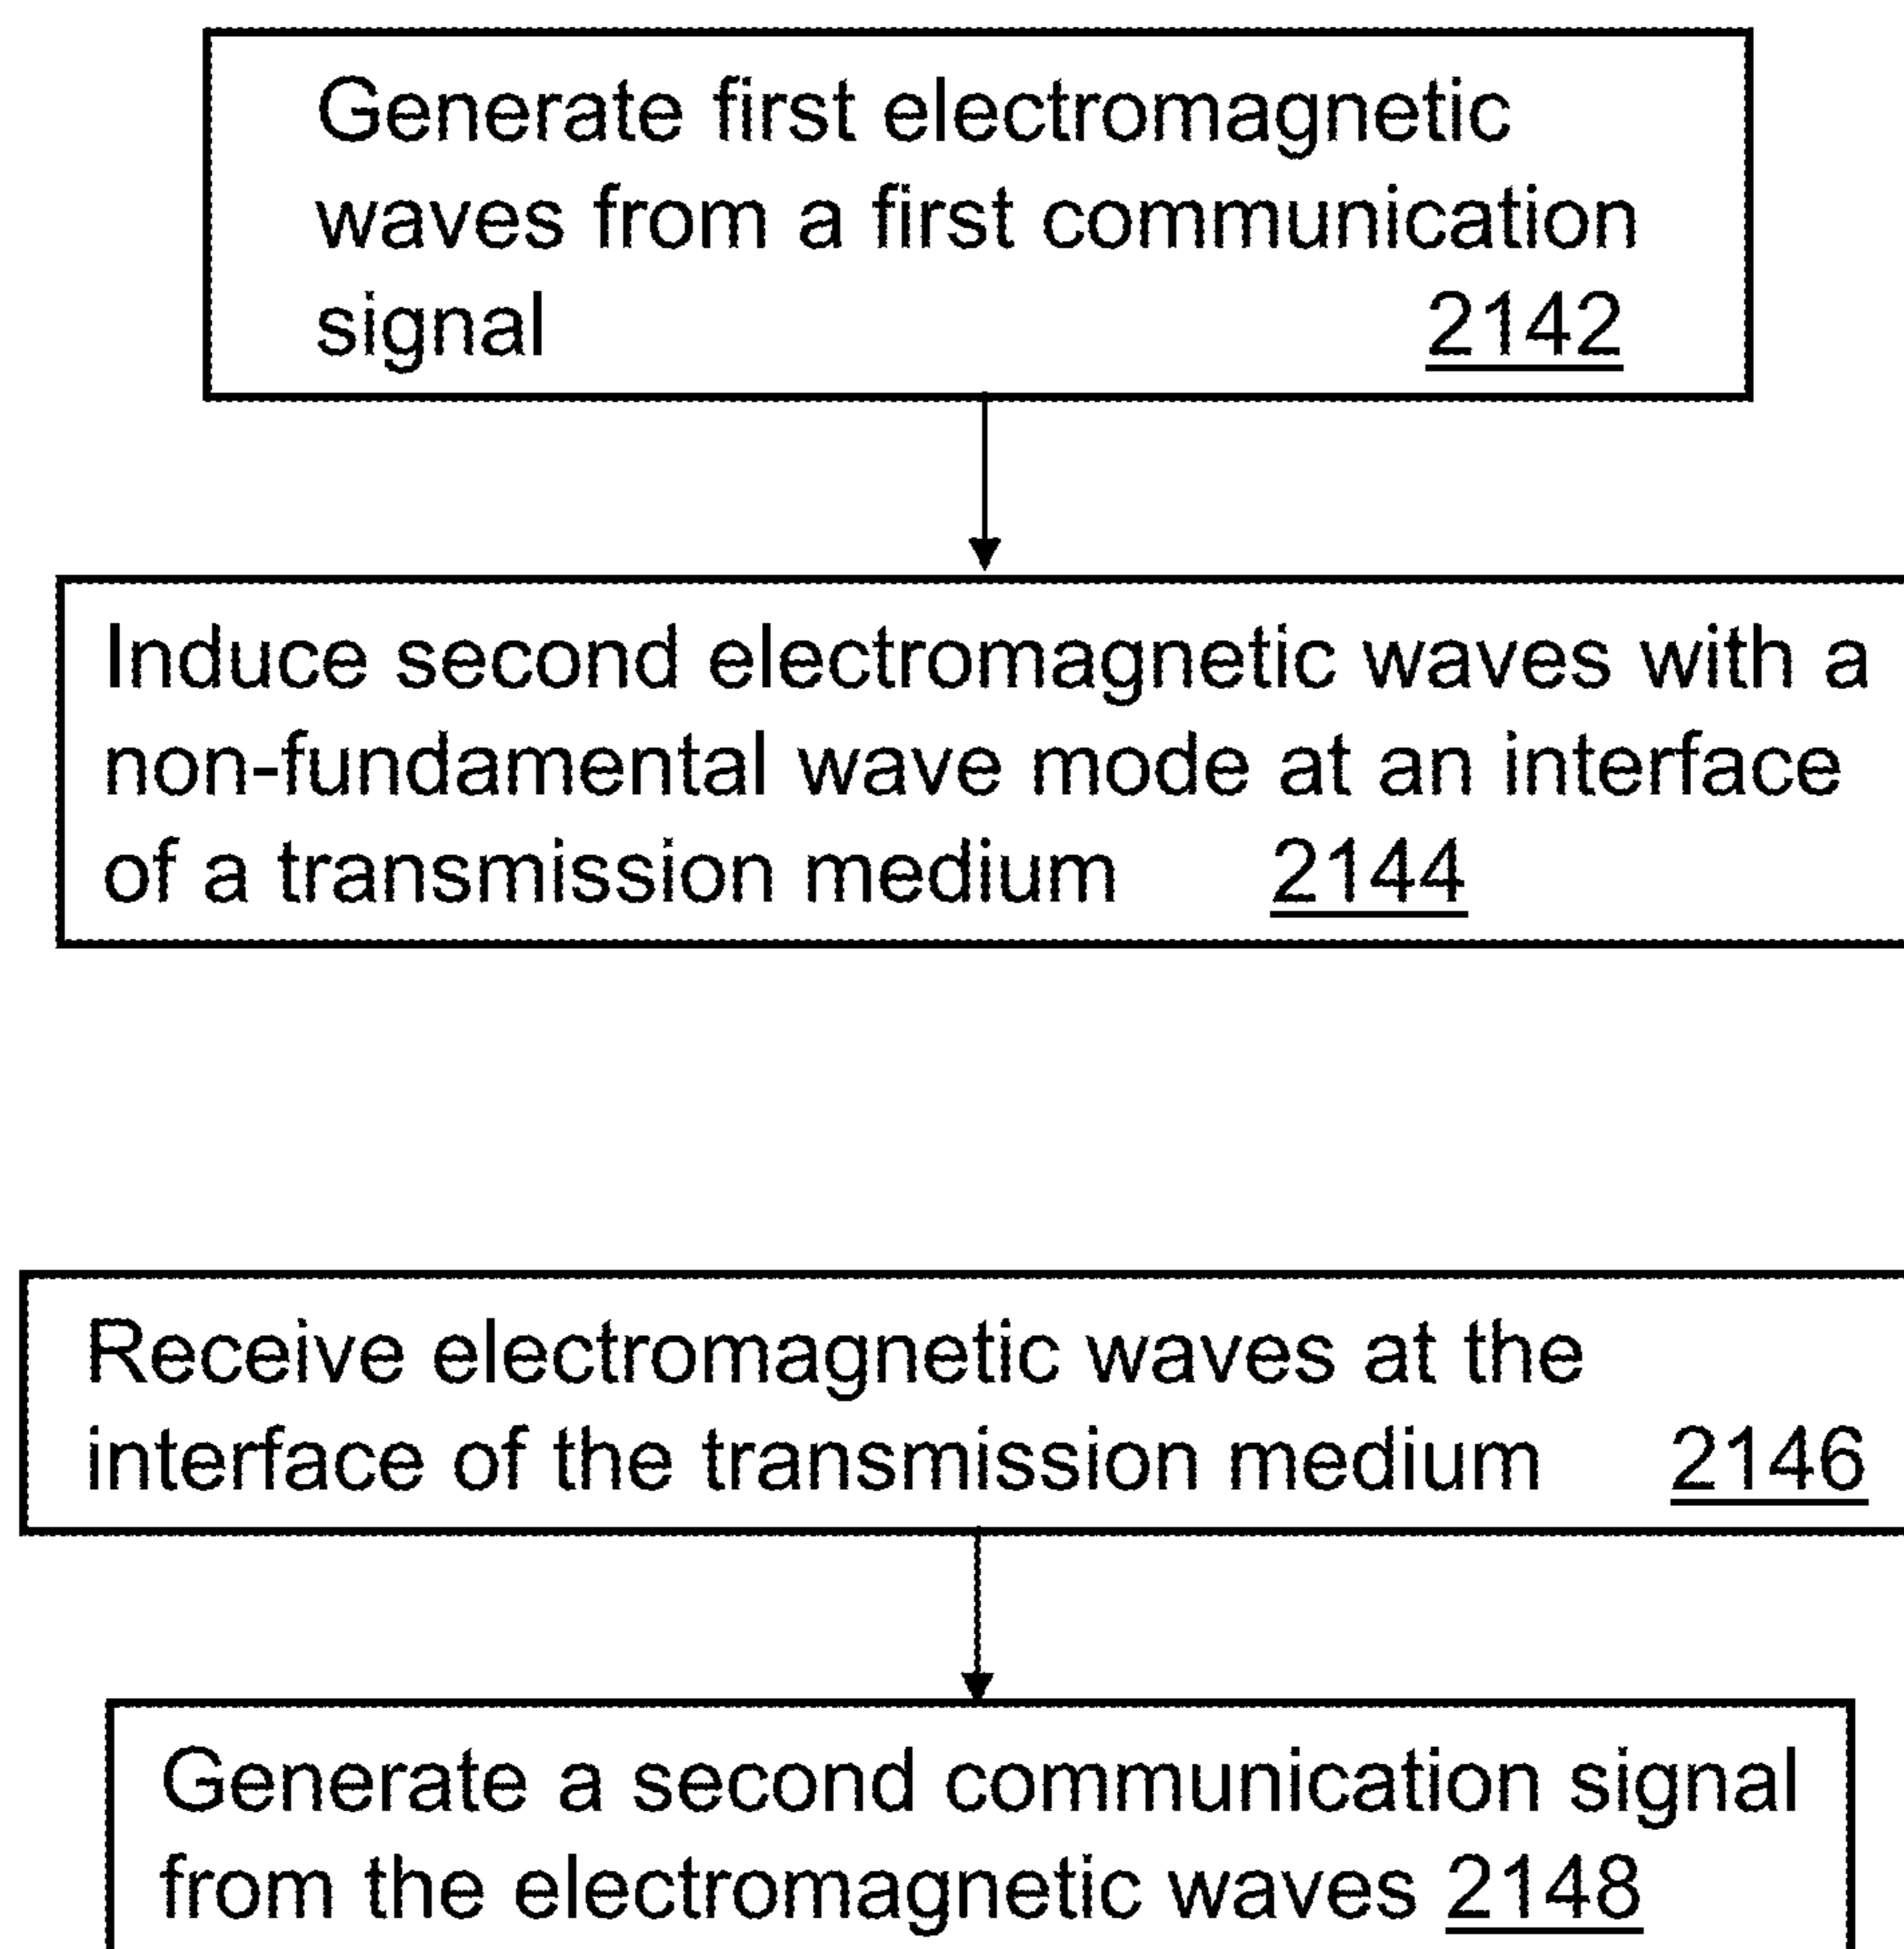 Generate first electromagnetic
waves from a first communication
signal 2142
Induce second electromagnetic waves with a
non-fundamental wave mode at an interface
of a transmission medium 2144
Receive electromagnetic waves at the
interface of the transmission medium 2146
Generate a second communication signal
from the electromagnetic waves 2148